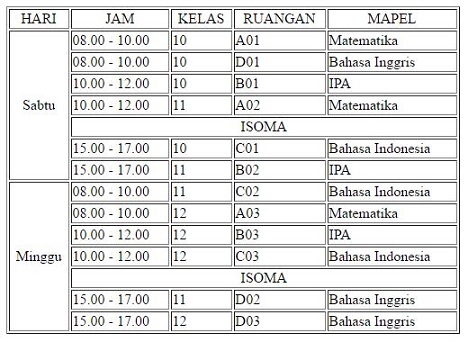 HARI JAM KELAS RUANGAN MAPEL
Sabtu 08.00 - 10.00 10 A01 Matematika
08.00 - 10.00 10 D01 Bahasa Inggris
10.00 - 12.00 10 B01 IPA
10.00 - 12.00 11 A02 Matematika
ISOMA
15.00 - 17.00 10 C01 Bahasa Indonesia
15.00 - 17.00 11 B02 IPA
Minggu 08.00 - 10.00 11 C02 Bahasa Indonesia
08.00 - 10.00 12 A03 Matematika
10.00 - 12.00 12 B03 IPA
10.00 - 12.00 12 C03 Bahasa Indonesia
ISOMA
15.00 - 17.00 11 D02 Bahasa Inggris
15.00 - 17.00 12 D03 Bahasa Inggris